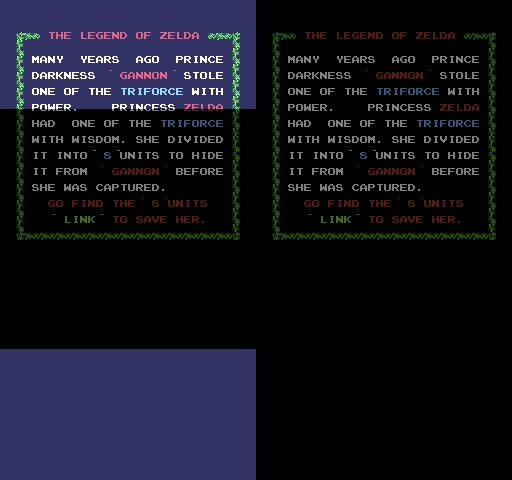 THE LEGEND OF ZELDA
MANY YEARS AGO PRINCE
DARKNESS "GANNON" STOLE
ONE OF THE TRIFORCE WITH
POWER. PRINCESS ZELDA
HAD ONE OF THE TRIFORCE
WITH WISDOM. SHE DIVIDED
IT INTO "8"UNITS TO HIDE
IT FROM "GANNON" BEFORE
SHE WAS CAPTURED.
GO FIND THE "8"UNITS
"LINK" TO SAVE HER.
THE LEGEND OF ZELDA
MANY YEARS AGO PRINCE
DARKNESS "GANNON" STOLE
ONE OF THE TRIFORCE WITH
POWER. PRINCESS ZELDA
HAD ONE OF THE TRIFORCE
WITH WISDOM. SHE DIVIDED
IT INTO "8"UNITS TO HIDE
IT FROM "GANNON" BEFORE
SHE WAS CAPTURED.
GO FIND THE "8"UNITS
"LINK" TO SAVE HER.